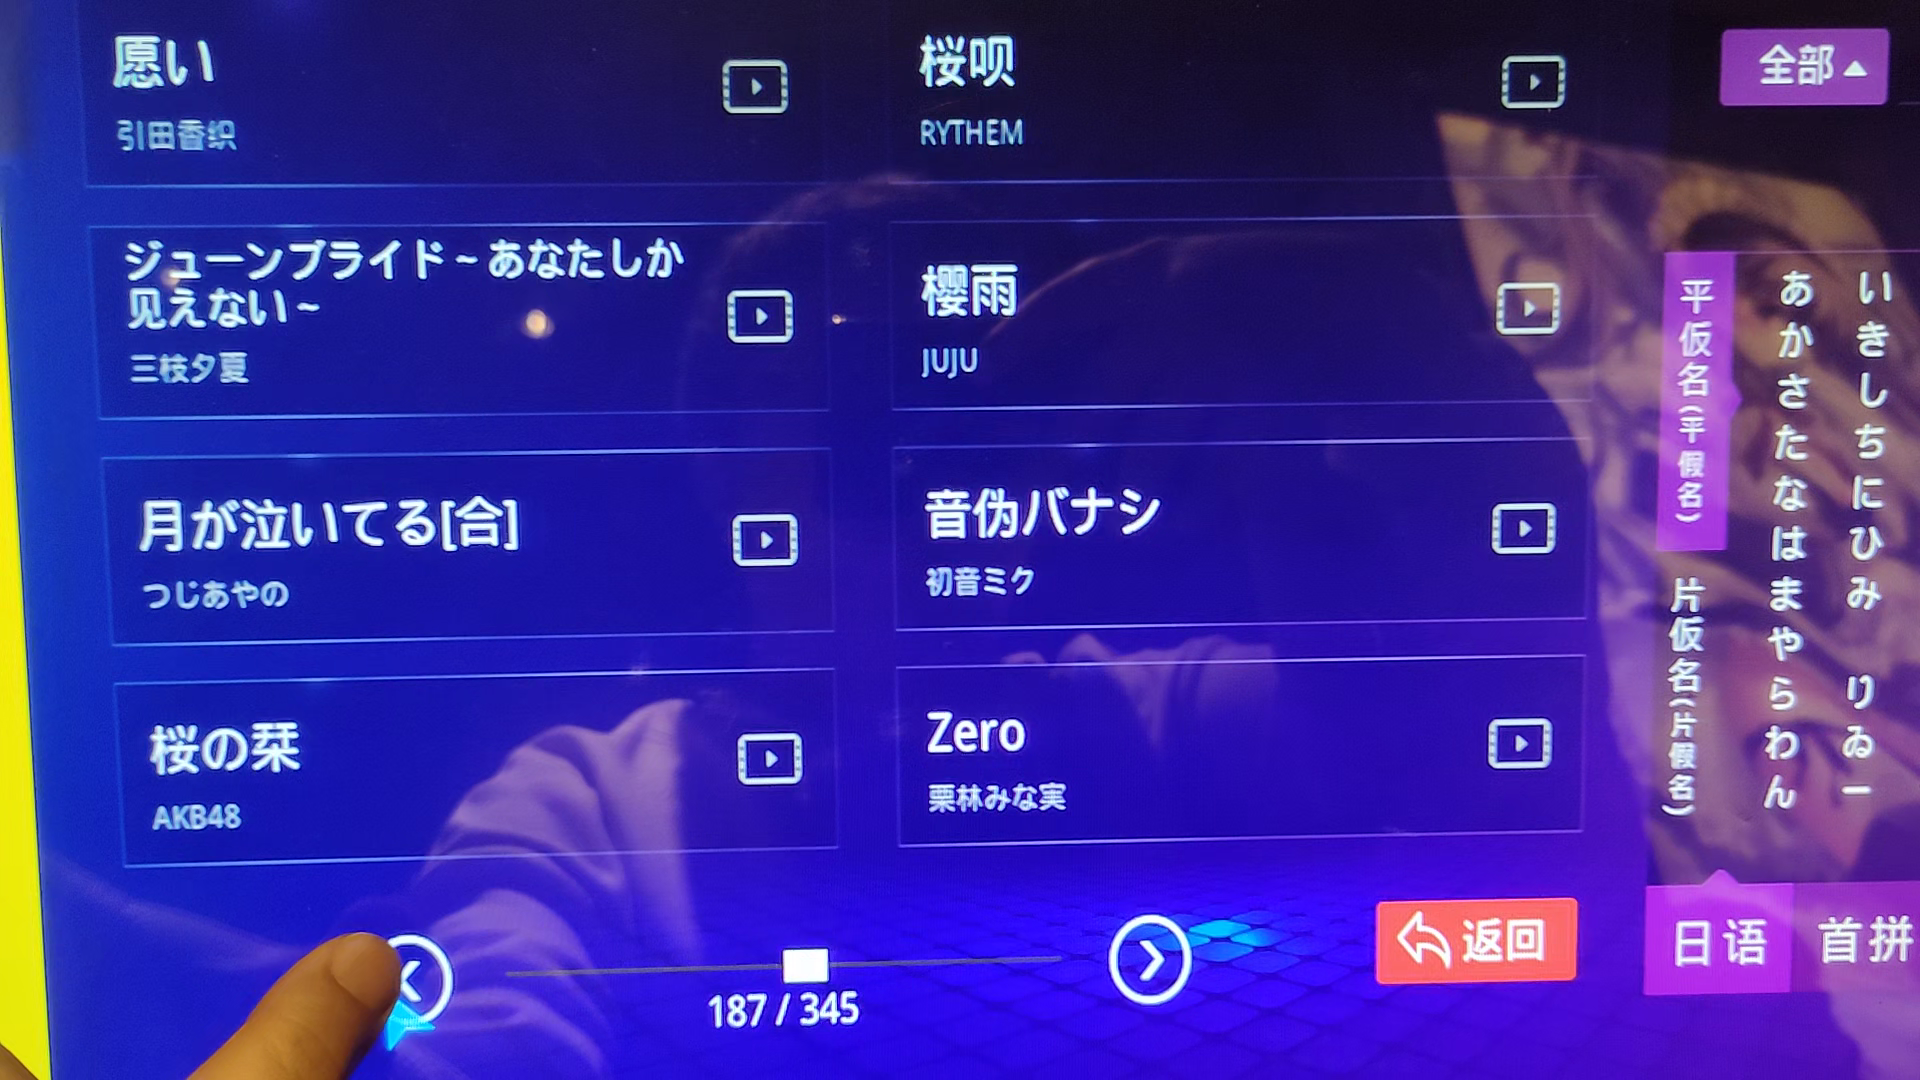 愿い
引田香织
桜呗
RYTHEM
全部
ジューンブライド~あなたしか
见えない~
三枝夕夏
櫻雨
JUJU
月が泣いてる[合]
つじあやの
音伪バナシ
初音ミク
桜の栞
AKB48
Zero
栗林みな実
平仮名(平假名)
片仮名(片假名)
あかさたなはまやらわん
いきしちにひみ りゐー
187 / 345
返回
日语
首拼